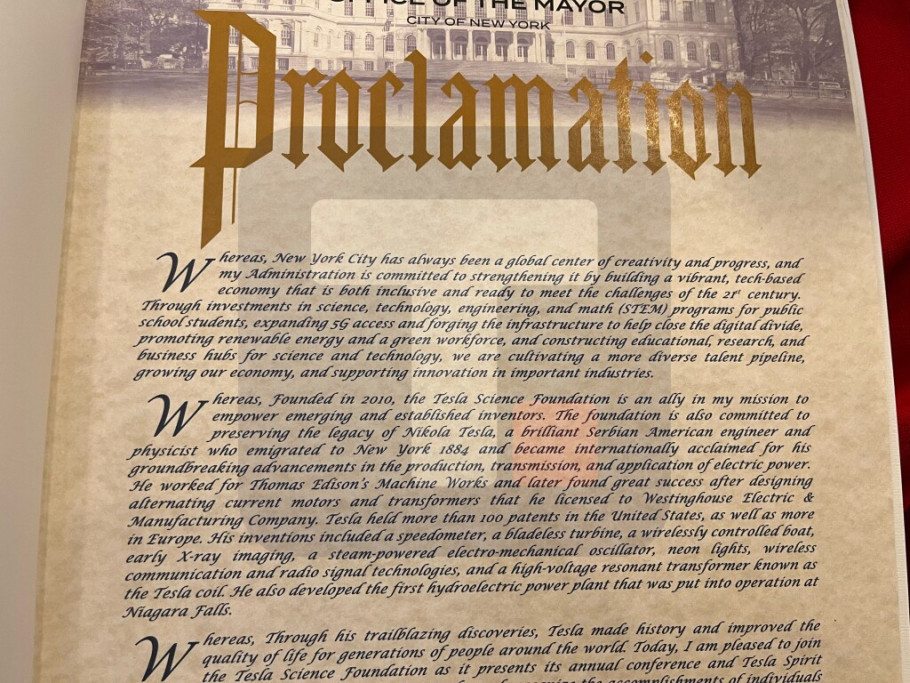 OFFICE OF THE MAYOR
CITY OF NEW YORK
Proclamation
Whereas, New York City has always been a global center of creativity and progress, and
my Administration is committed to strengthening it by building a vibrant, tech-based
economy that is both inclusive and ready to meet the challenges of the 21st century.
Through investments in science, technology, engineering, and math (STEM) programs for public
school students, expanding 5G access and forging the infrastructure to help close the digital divide,
promoting renewable energy and a green workforce, and constructing educational, research, and
business hubs for science and technology, we are cultivating a more diverse talent pipeline,
growing our economy, and supporting innovation in important industries.
Whereas, Founded in 2010, the Tesla Science Foundation is an ally in my mission to
empower emerging and established inventors. The foundation is also committed to
preserving the legacy of Nikola Tesla, a brilliant Serbian American engineer and
physicist who emigrated to New York 1884 and became internationally acclaimed for his
groundbreaking advancements in the production, transmission, and application of electric power.
He worked for Thomas Edison's Machine Works and later found great success after designing
alternating current motors and transformers that he licensed to Westinghouse Electric &
Manufacturing Company. Tesla held more than 100 patents in the United States, as well as more
in Europe. His inventions included a speedometer, a bladeless turbine, a wirelessly controlled boat,
early X-ray imaging, a steam-powered electro-mechanical oscillator, neon lights, wireless
communication and radio signal technologies, and a high-voltage resonant transformer known as
the Tesla coil. He also developed the first hydroelectric power plant that was put into operation at
Niagara Falls.
Whereas, Through his trailblazing discoveries, Tesla made history and improved the
quality of life for generations of people around the world. Today, I am pleased to join
the Tesla Science Foundation as it presents its annual conference and Tesla Spirit
the accomplishments of individuals